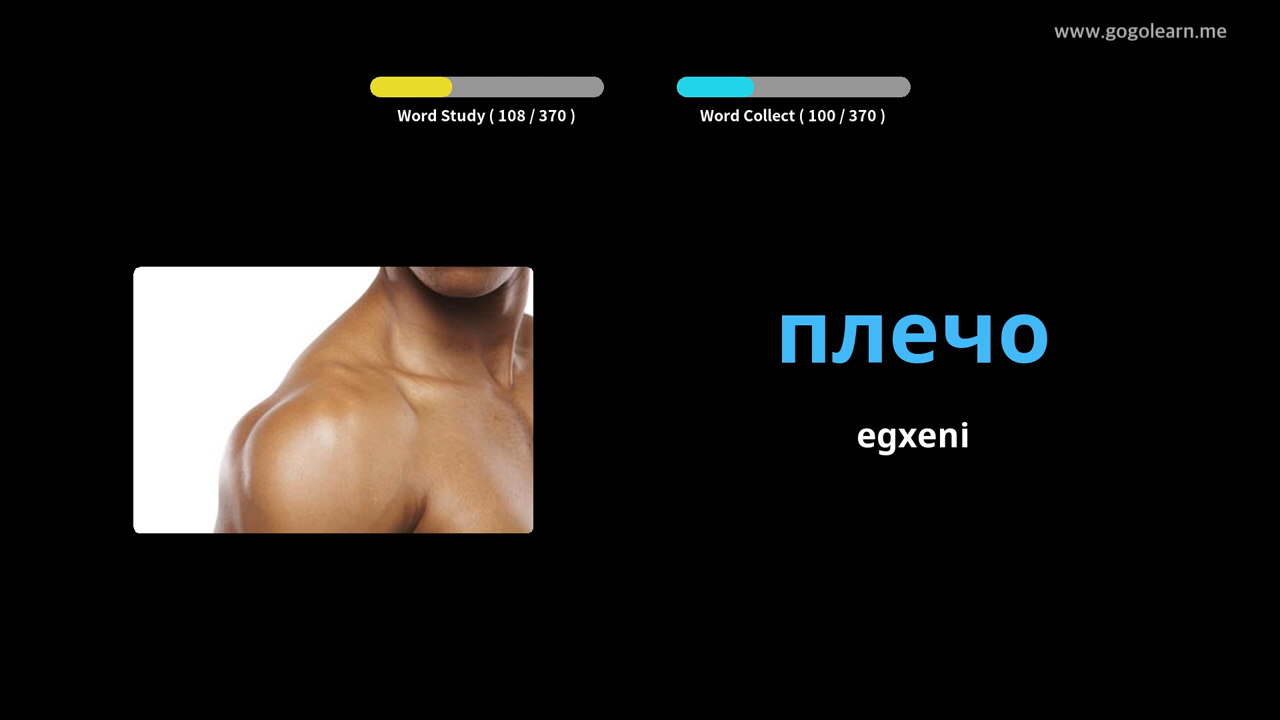 www.gogolearn.me
Word Study ( 108 / 370 )
Word Collect ( 100 / 370 )
плечо
egxeni